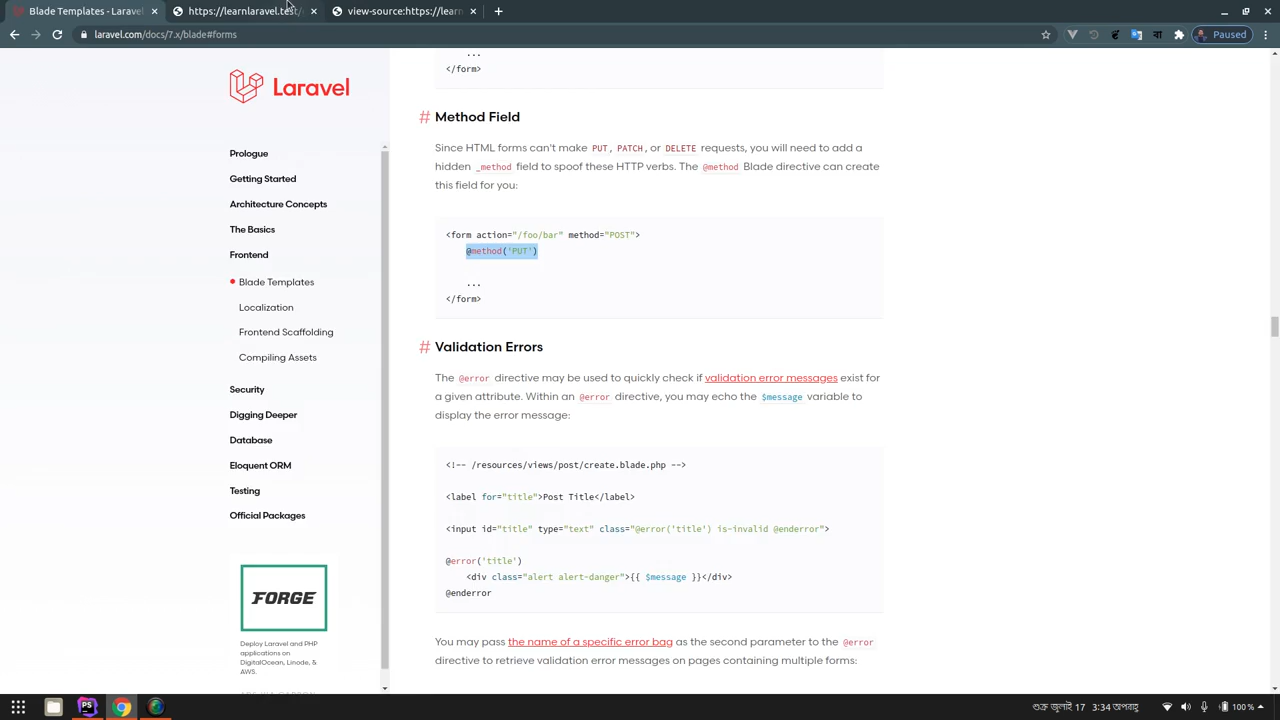 Blade Templates - Laravel
https://learnlaravel.test/
view-source:https://learnlaravel
Paused
laravel.com/docs/7.x/blade#forms
Laravel
Prologue
Getting Started
Architecture Concepts
The Basics
Frontend
Blade Templates
Localization
Frontend Scaffolding
Compiling Assets
Security
Digging Deeper
Database
Eloquent ORM
Testing
Official Packages
FORGE
Deploy Laravel and PHP
applications on
DigitalOcean, Linode, &
AWS.
...
</form>
# Method Field
Since HTML forms can't make PUT, PATCH, or DELETE requests, you will need to add a
hidden _method field to spoof these HTTP verbs. The @method Blade directive can create
this field for you:
<form action="/foo/bar" method="POST">
@method('PUT')
...
</form>
# Validation Errors
The @error directive may be used to quickly check if validation error messages exist for
a given attribute. Within an @error directive, you may echo the $message variable to
display the error message:
<!-- /resources/views/post/create.blade.php -->
<label for="title">Post Title</label>
<input id="title" type="text" class="@error('title') is-invalid @enderror">
@error('title')
<div class="alert alert-danger">{{ $message }}</div>
@enderror
You may pass the name of a specific error bag as the second parameter to the @error
directive to retrieve validation error messages on pages containing multiple forms:
PS
শুক্র জুলাই 17 3:34 অপরাহ্ণ
100%